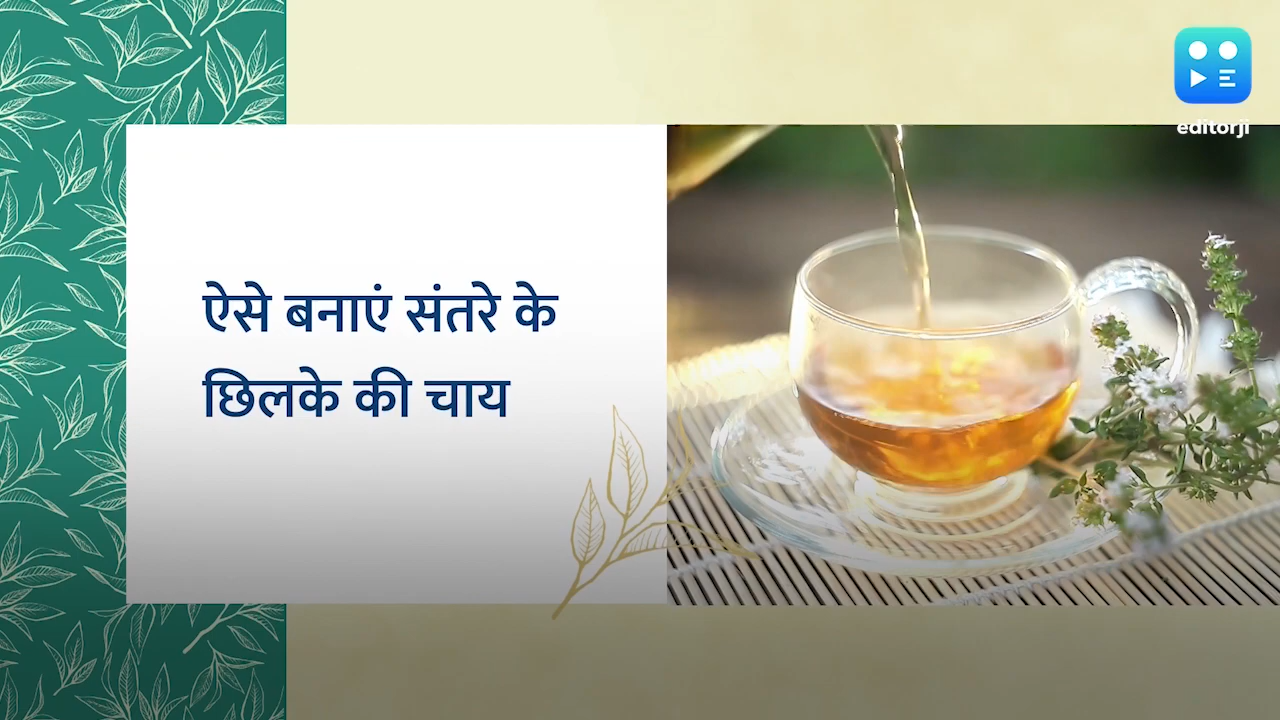 editorji
ऐसे बनाएं संतरे के
छिलके की चाय